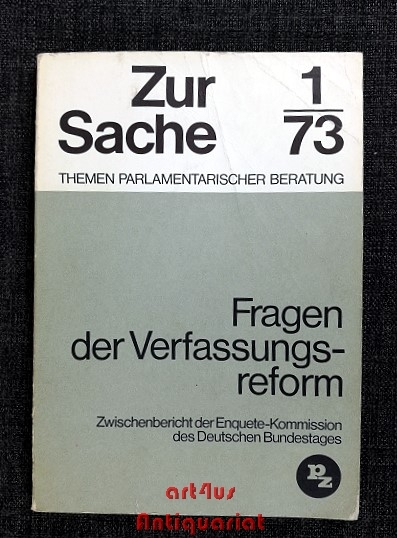 Zur
Sache
1
73
THEMEN PARLAMENTARISCHER BERATUNG
Fragen
der Verfassungs-
reform
Zwischenbericht der Enquete-Kommission
des Deutschen Bundestages
pz
art4us
Antiquariat